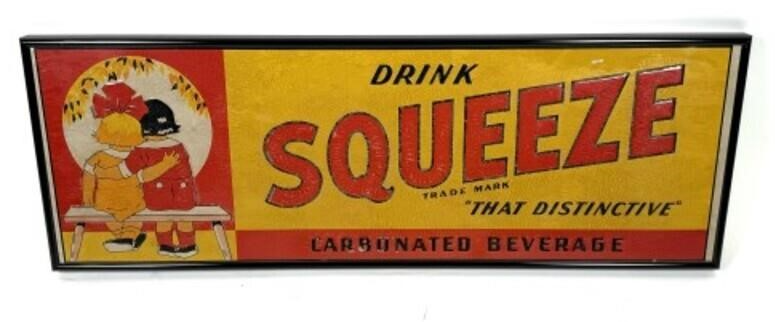 DRINK
SQUEEZE
TRADE MARK
"THAT DISTINCTIVE"
CARBONATED BEVERAGE